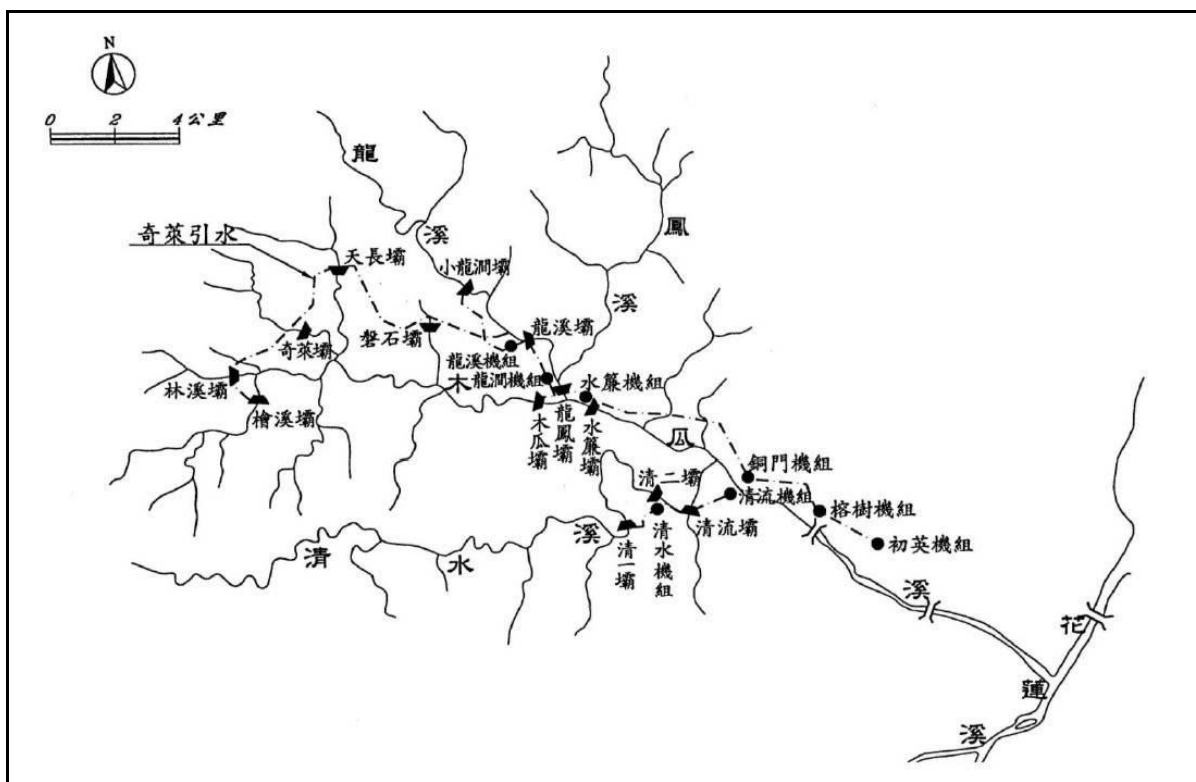 N
0 2 4 公里
龍溪
鳳溪
奇萊引水
天長壩
小龍澗壩
奇萊壩
磐石壩
龍溪壩
龍溪機組
龍澗機組
水簾機組
林溪壩
檜溪壩
木瓜壩
龍鳳壩
水簾壩
木瓜溪
銅門機組
清二壩
清流機組
清流壩
榕樹機組
初英機組
清水溪
清一壩
清水機組
花蓮溪